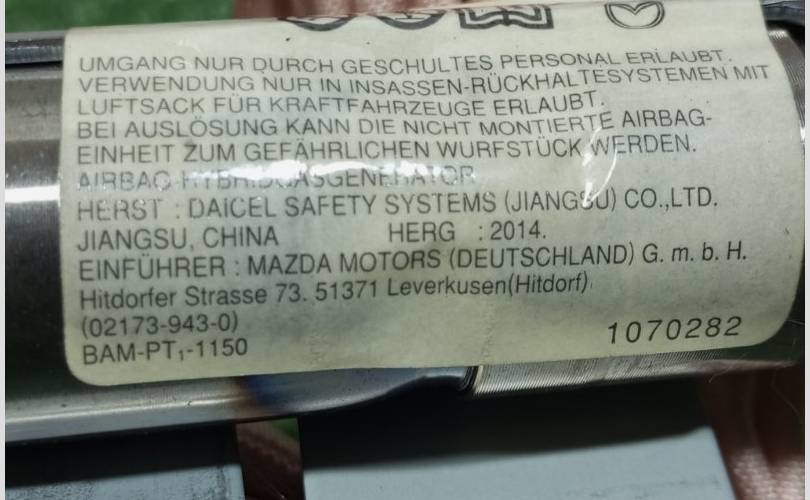 UMGANG NUR DURCH GESCHULTES PERSONAL ERLAUBT.
VERWENDUNG NUR IN INSASSEN-RÜCKHALTESYSTEMEN MIT
LUFTSACK FÜR KRAFTFAHRZEUGE ERLAUBT.
BEI AUSLÖSUNG KANN DIE NICHT MONTIERTE AIRBAG-
EINHEIT ZUM GEFÄHRLICHEN WURFSTÜCK WERDEN.
AIRBAG-HYBRIDGASGENERATOR
HERST : DAICEL SAFETY SYSTEMS (JIANGSU) CO.,LTD.
JIANGSU, CHINA HERG : 2014.
EINFÜHRER : MAZDA MOTORS (DEUTSCHLAND) G. m. b. H.
Hitdorfer Strasse 73. 51371 Leverkusen(Hitdorf)
(02173-943-0)
1070282
BAM-PT₁-1150